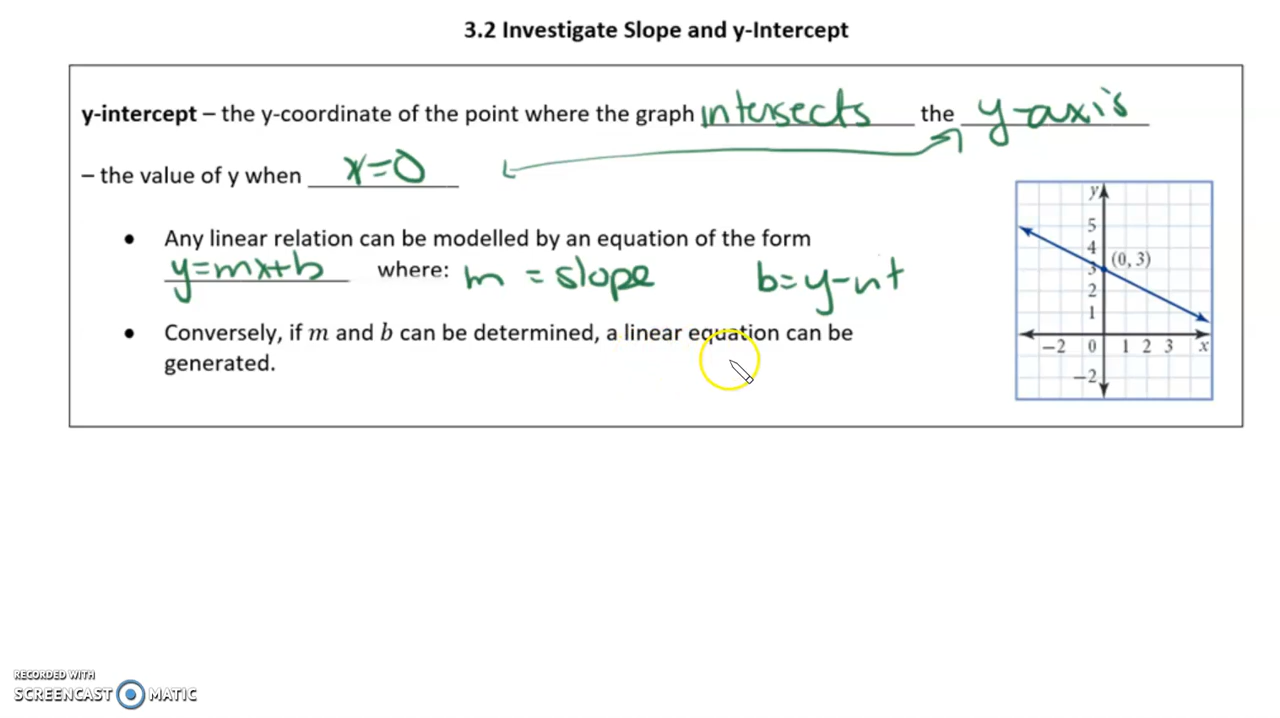 3.2 Investigate Slope and y-Intercept
y-intercept – the y-coordinate of the point where the graph intersects the y-axis
– the value of y when x=0
• Any linear relation can be modelled by an equation of the form
y=mx+b where: m = slope b=y-int
• Conversely, if m and b can be determined, a linear equation can be
generated.
y
5
4
(0, 3)
3
2
1
−2 0 1 2 3 x
−2
RECORDED WITH
SCREENCAST MATIC